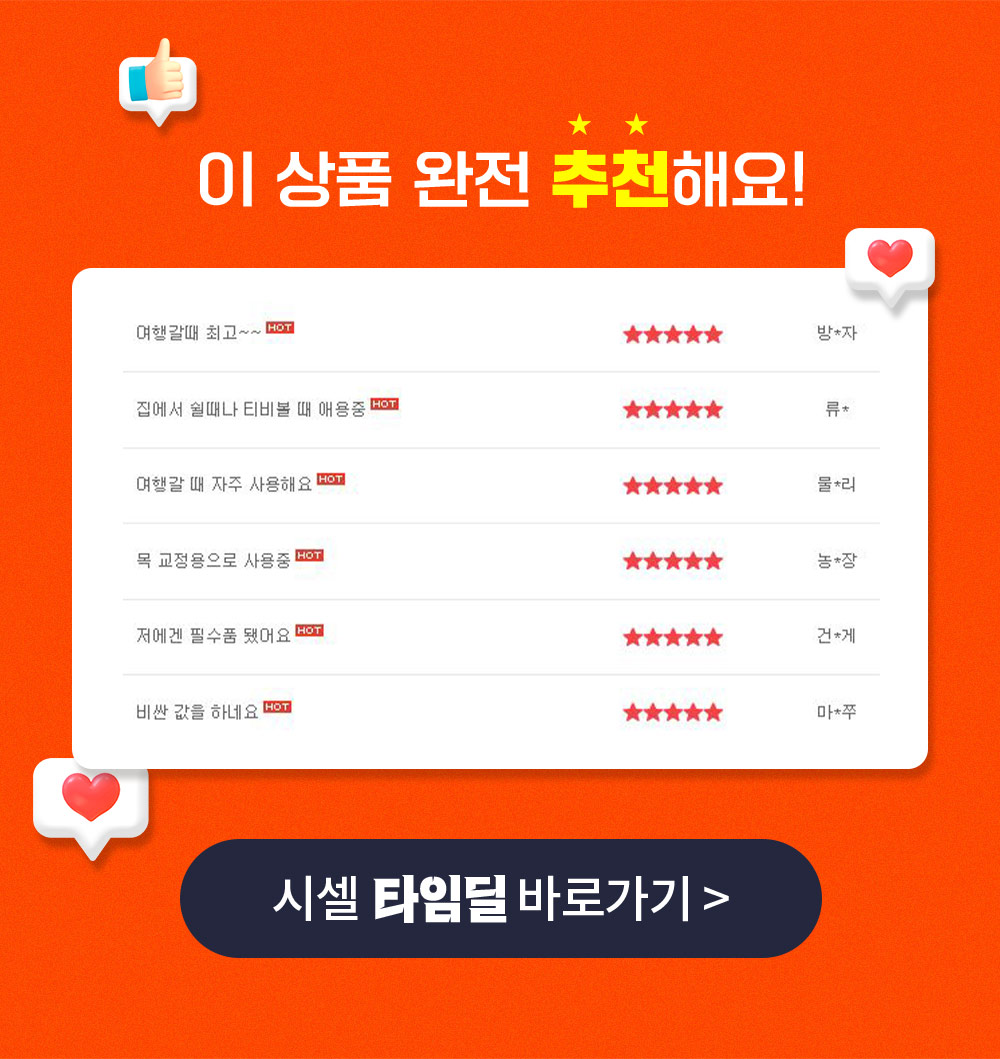 이 상품 완전 추천해요!
여행갈때 최고~~ HOT 방*자
집에서 쉴때나 티비볼 때 애용중 HOT 류*
여행갈 때 자주 사용해요 HOT 물*리
목 교정용으로 사용중 HOT 농*장
저에겐 필수품 됐어요 HOT 건*게
비싼 값을 하네요 HOT 마*쭈
시셀 타임딜 바로가기 >